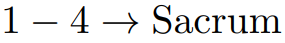 1 − 4 → Sacrum